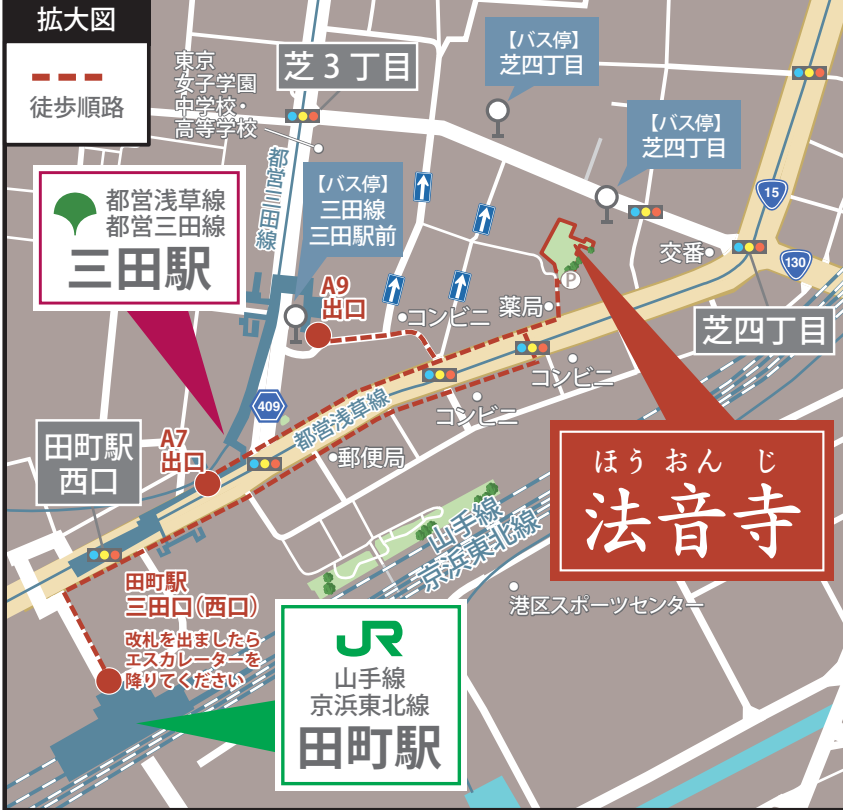 拡大図
徒歩順路
東京
女子学園
中学校・
高等学校
芝3丁目
【バス停】
芝四丁目
【バス停】
芝四丁目
都営浅草線
都営三田線
三田駅
都営三田線
【バス停】
三田線
三田駅前
15
130
交番
芝四丁目
A9
出口
コンビニ
薬局
P
コンビニ
コンビニ
409
都営浅草線
郵便局
A7
出口
田町駅
西口
ほうおんじ
法音寺
山手線
京浜東北線
港区スポーツセンター
田町駅
三田口(西口)
改札を出ましたら
エスカレーターを
降りてください
JR
山手線
京浜東北線
田町駅